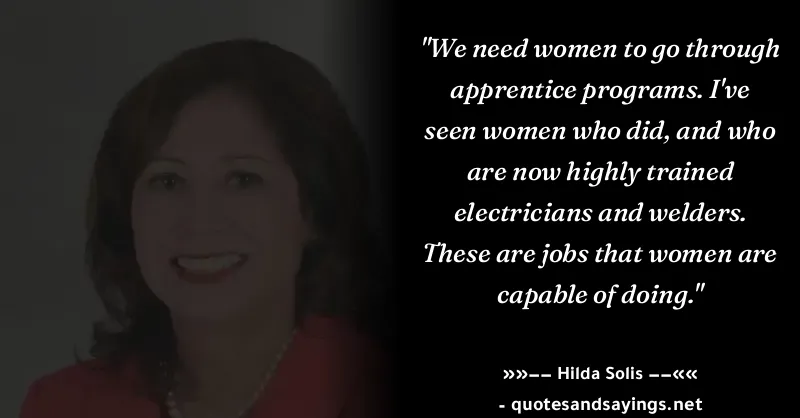 "We need women to go through
apprentice programs. I've
seen women who did, and who
are now highly trained
electricians and welders.
These are jobs that women are
capable of doing."
»»—— Hilda Solis ——««
- quotesandsayings.net